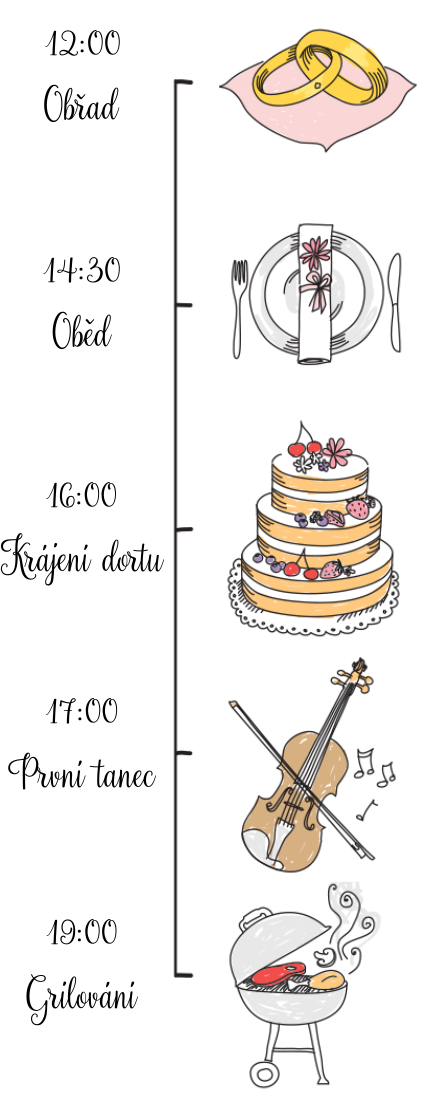 12:00
Obřad
14:30
Oběd
16:00
Krájení dortu
17:00
První tanec
19:00
Grilování